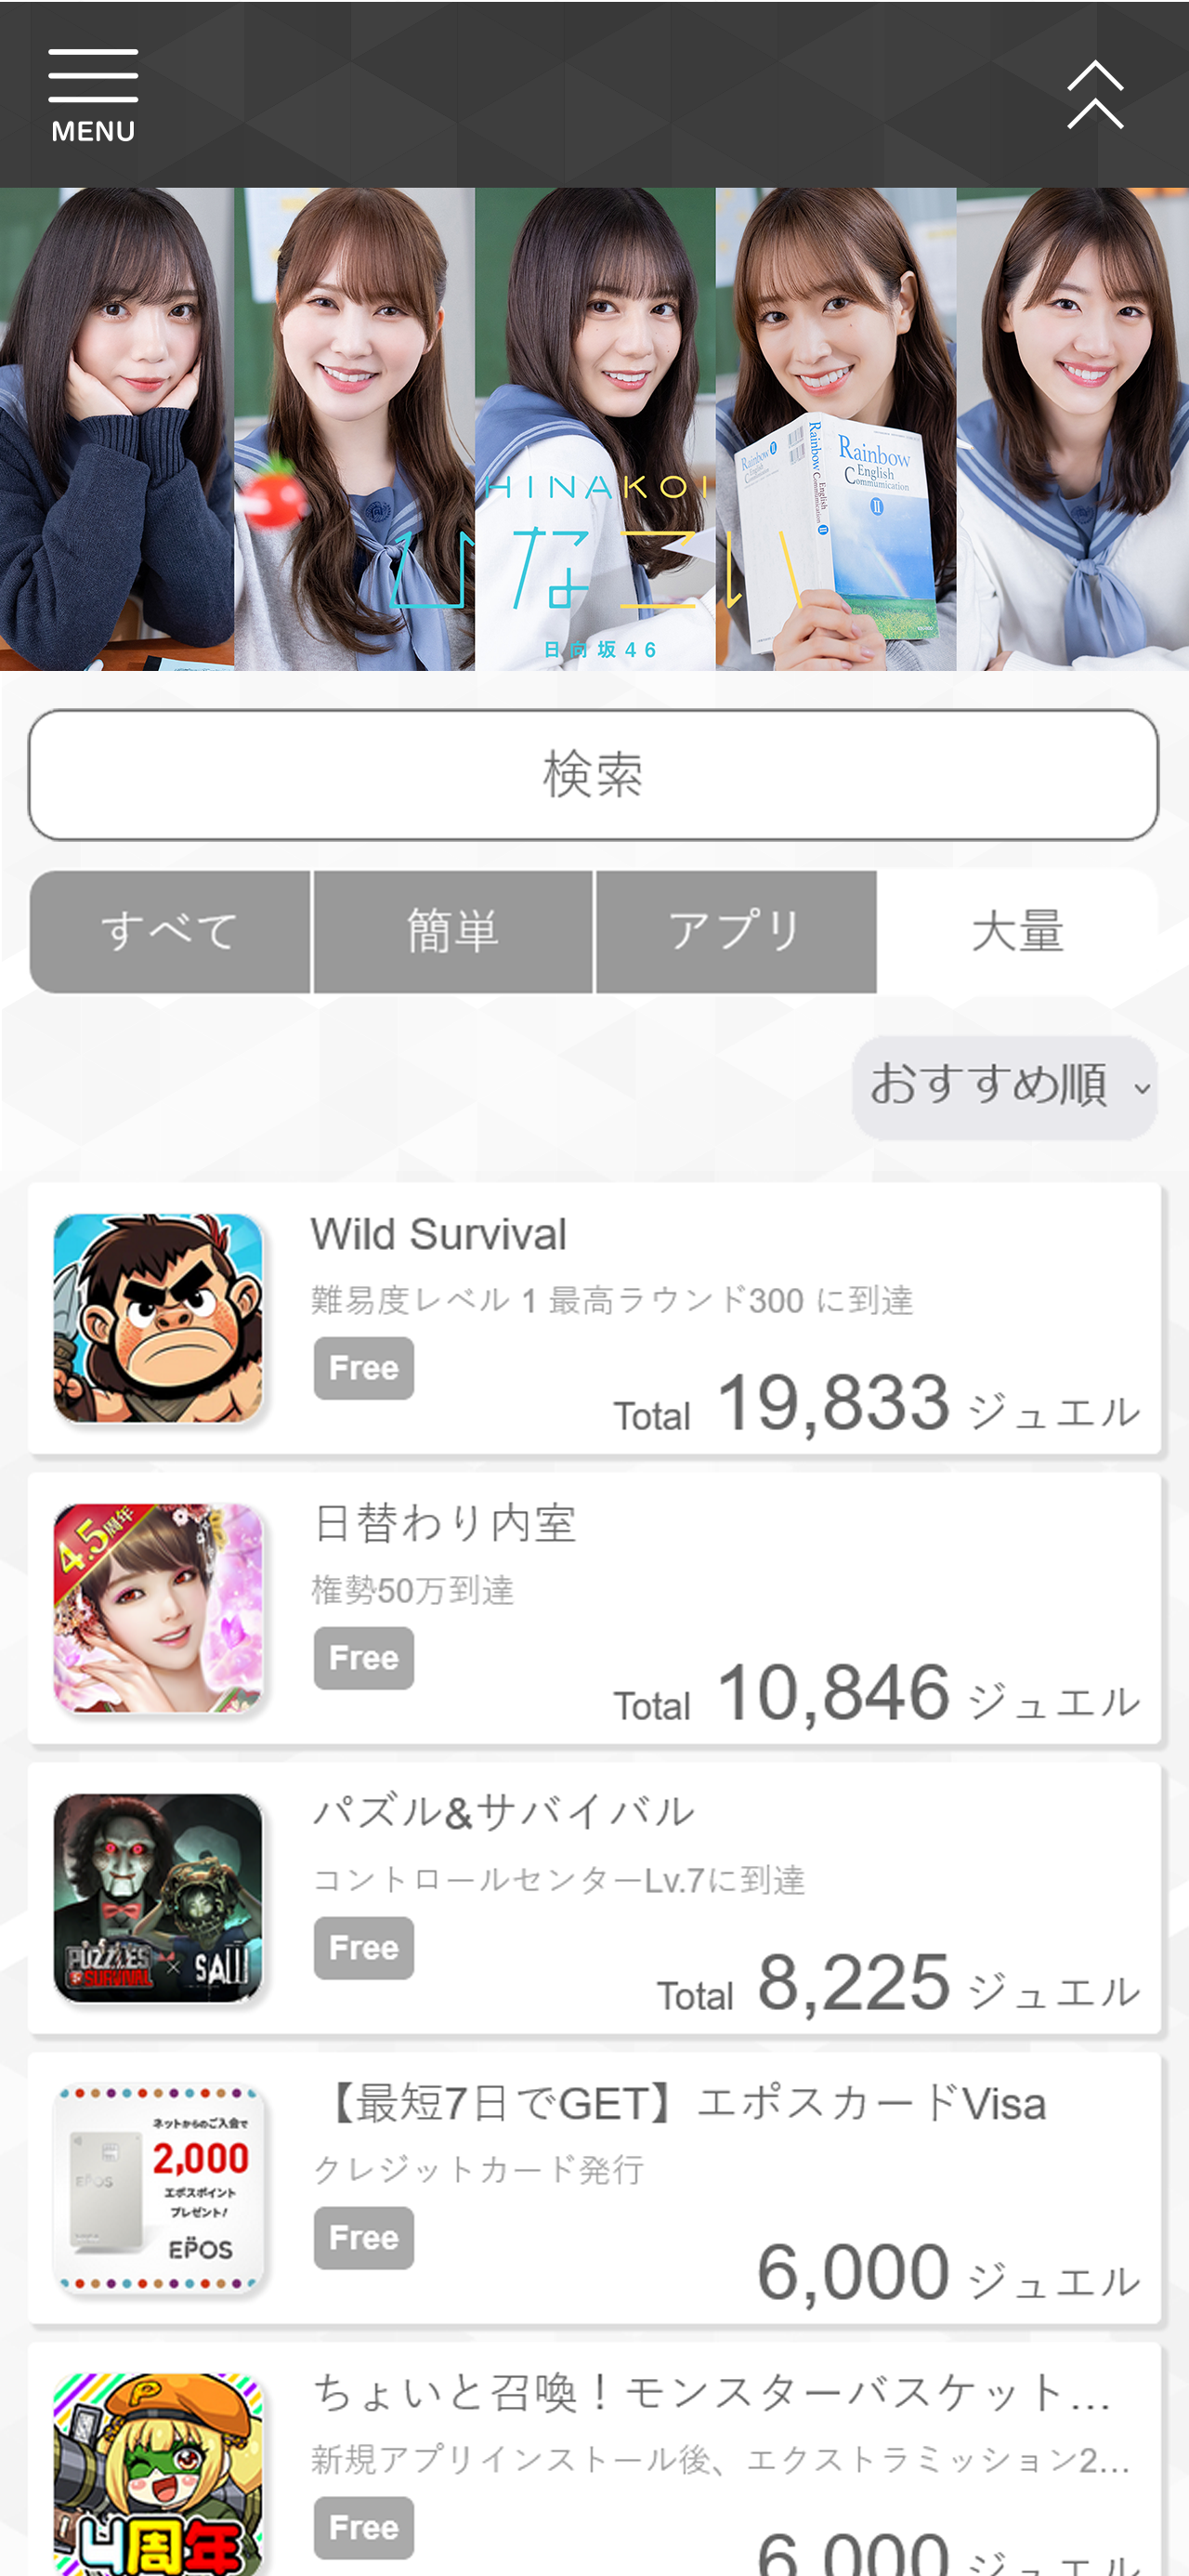 MENU
Rainbow II
English
Communication
Rainbow English Communication II
Rainbow
English
Communication
II
HINAKOI
ひなこい
日向坂46
検索
すべて
簡単
アプリ
大量
おすすめ順
Wild Survival
難易度レベル 1 最高ラウンド300 に到達
Free
Total 19,833 ジュエル
4.5周年
日替わり内室
権勢50万到達
Free
Total 10,846 ジュエル
パズル&サバイバル
コントロールセンターLv.7に到達
PUZZLES
& SURVIVAL × SAW
Free
Total 8,225 ジュエル
【最短7日でGET】エポスカードVisa
クレジットカード発行
ネットからのご入会で
2,000
エポスポイント
プレゼント!
EPOS
EPOS
Free
6,000 ジュエル
ちょいと召喚！モンスターバスケット…
新規アプリインストール後、エクストラミッション2…
P
4周年
Free
6,000 ジュエル